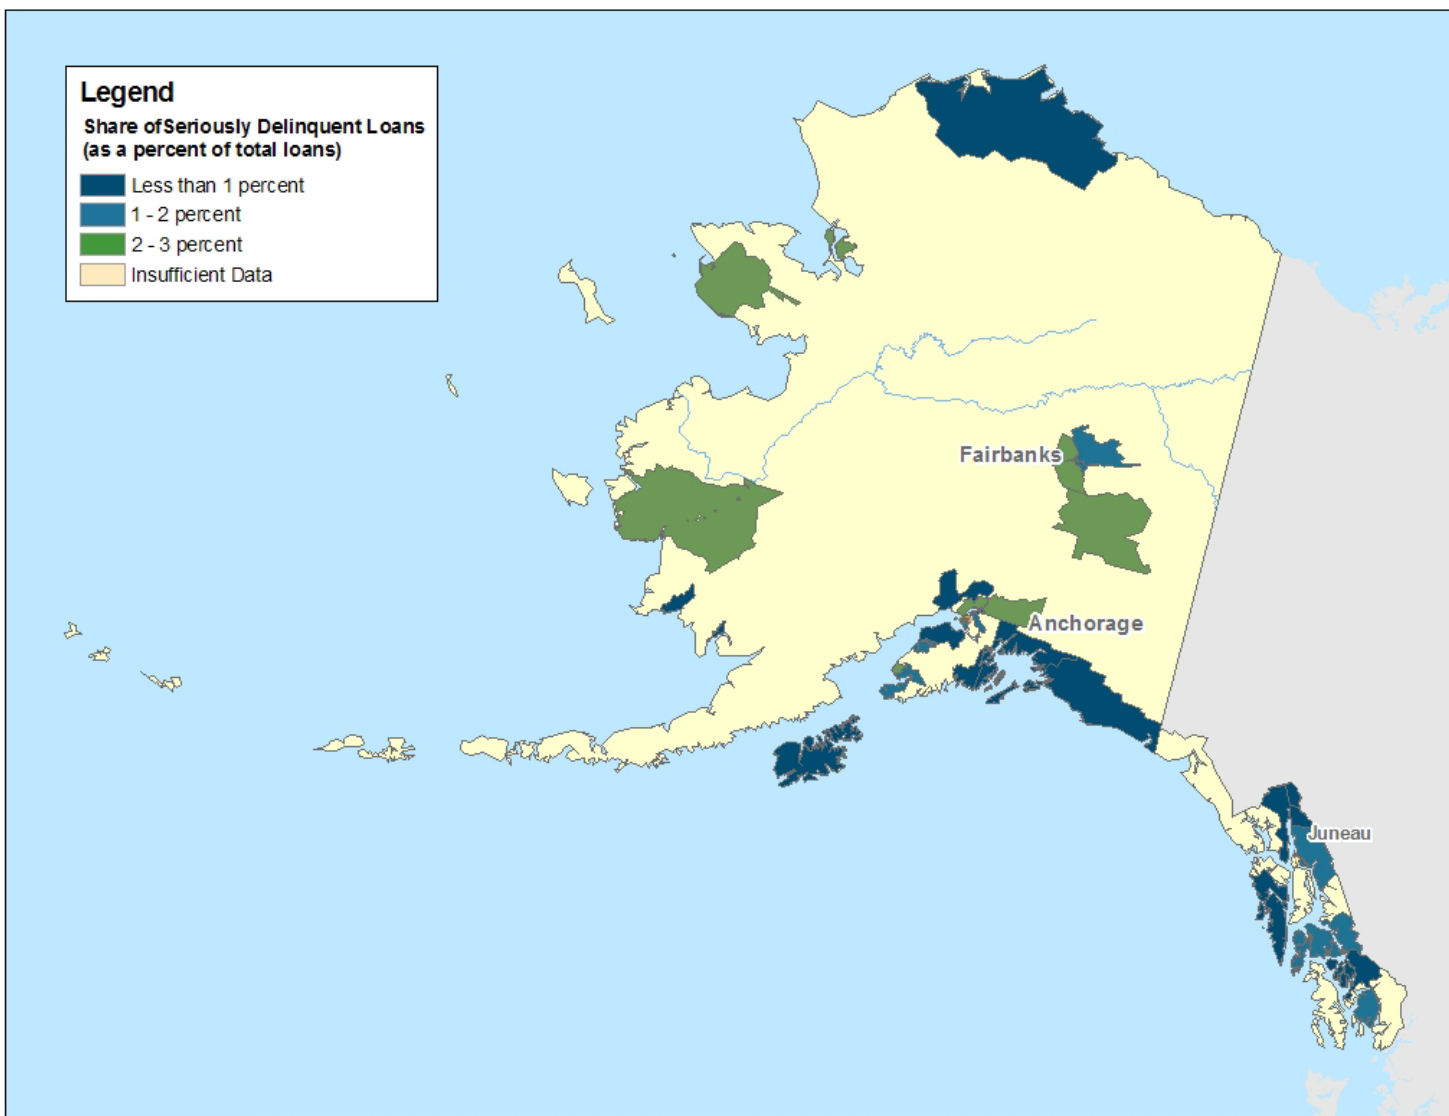 Legend
Share of Seriously Delinquent Loans
(as a percent of total loans)
Less than 1 percent
1 - 2 percent
2 - 3 percent
Insufficient Data
Fairbanks
Anchorage
Juneau